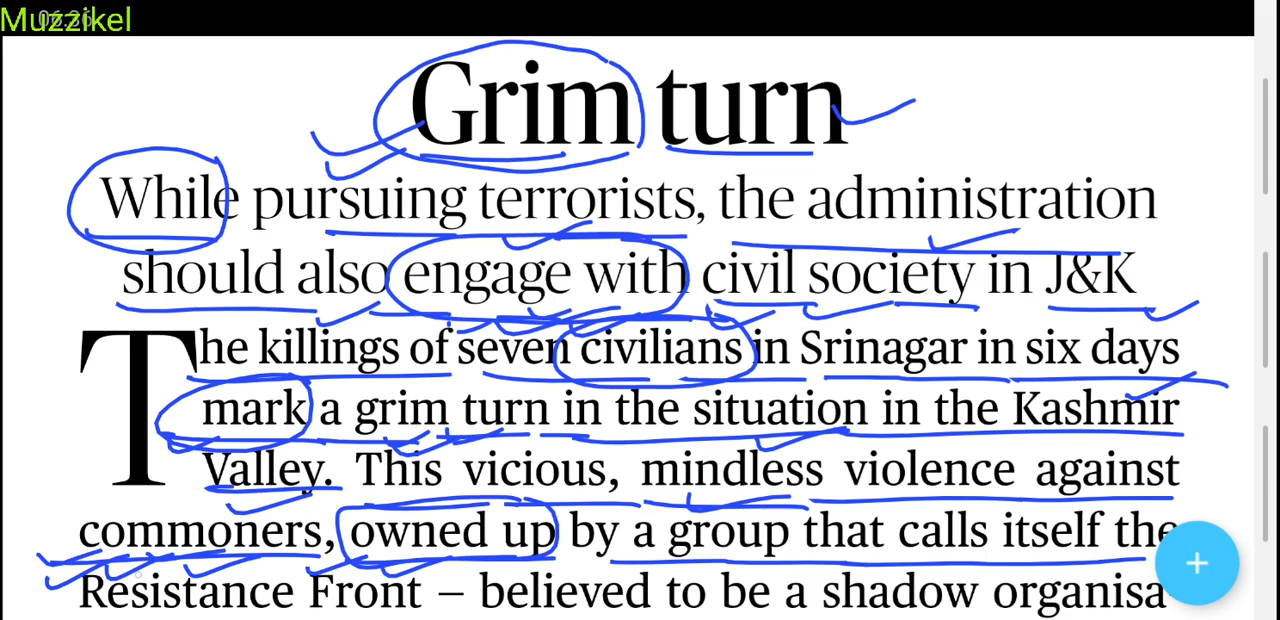 Muzzikel
Grim turn
While pursuing terrorists, the administration
should also engage with civil society in J&K
The killings of seven civilians in Srinagar in six days
mark a grim turn in the situation in the Kashmir
Valley. This vicious, mindless violence against
commoners, owned up by a group that calls itself the
Resistance Front – believed to be a shadow organisa-